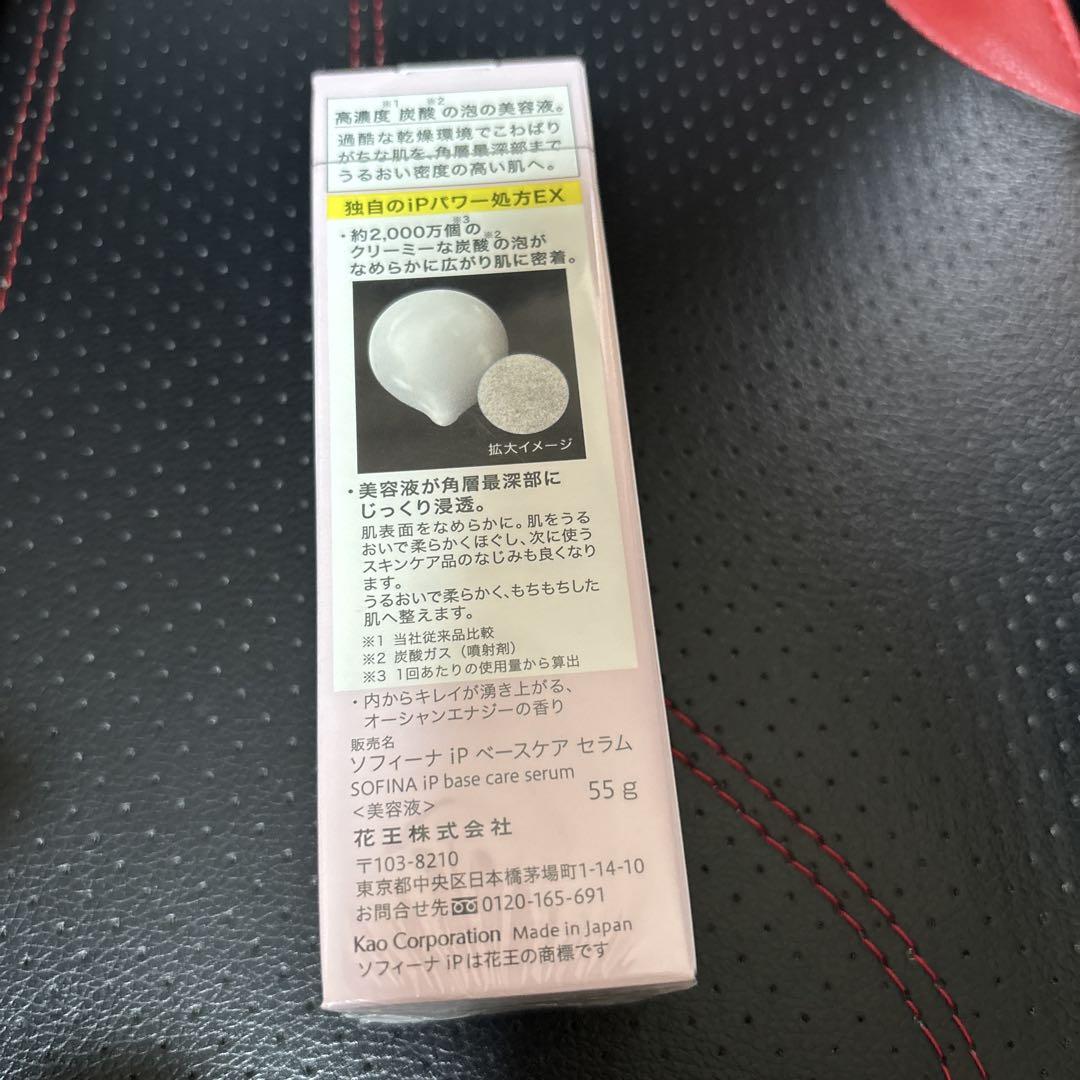 高濃度※1 炭酸※2の泡の美容液。
過酷な乾燥環境でこわばり
がちな肌を、角層最深部まで
うるおい密度の高い肌へ。
独自のiPパワー処方EX
・約2,000万個※3の
クリーミーな炭酸※2の泡が
なめらかに広がり肌に密着。
拡大イメージ
・美容液が角層最深部に
じっくり浸透。
肌表面をなめらかに。肌をうる
おいで柔らかくほぐし、次に使う
スキンケア品のなじみも良くなり
ます。
うるおいで柔らかく、もちもちした
肌へ整えます。
※1 当社従来品比較
※2 炭酸ガス（噴射剤）
※3 1回あたりの使用量から算出
・内からキレイが湧き上がる、
オーシャンエナジーの香り
販売名
ソフィーナ iP ベースケア セラム
SOFINA iP base care serum
＜美容液＞ 55 g
花王株式会社
〒103-8210
東京都中央区日本橋茅場町1-14-10
お問合せ先 0120-165-691
Kao Corporation Made in Japan
ソフィーナ iPは花王の商標です